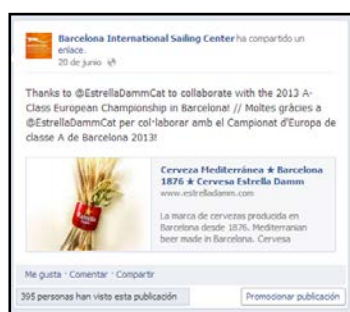 Barcelona International Sailing Center ha compartido un
enlace.
20 de junio
Thanks to @EstrellaDammCat to collaborate with the 2013 A-
Class European Championship in Barcelona! // Moltes gràcies a
@EstrellaDammCat per col·laborar amb el Campionat d'Europa de
classe A de Barcelona 2013!
Cerveza Mediterránea ★ Barcelona
1876 ★ Cervesa Estrella Damm
www.estrelladamm.com
La marca de cervezas producida en
Barcelona desde 1876. Mediterranian
beer made in Barcelona. Cervesa
Me gusta · Comentar · Compartir
395 personas han visto esta publicación
Promocionar publicación